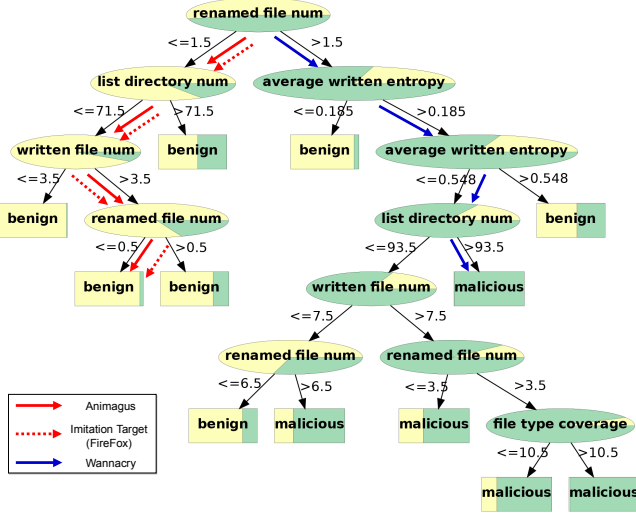 renamed file num
<=1.5
>1.5
list directory num
average written entropy
<=71.5
>71.5
<=0.185
>0.185
written file num
benign
benign
average written entropy
<=3.5
>3.5
<=0.548
>0.548
benign
renamed file num
list directory num
benign
<=0.5
>0.5
<=93.5
>93.5
benign
benign
written file num
malicious
<=7.5
>7.5
renamed file num
renamed file num
<=6.5
>6.5
<=3.5
>3.5
benign
malicious
malicious
file type coverage
<=10.5
>10.5
malicious
malicious
Animagus
Imitation Target
(FireFox)
Wannacry